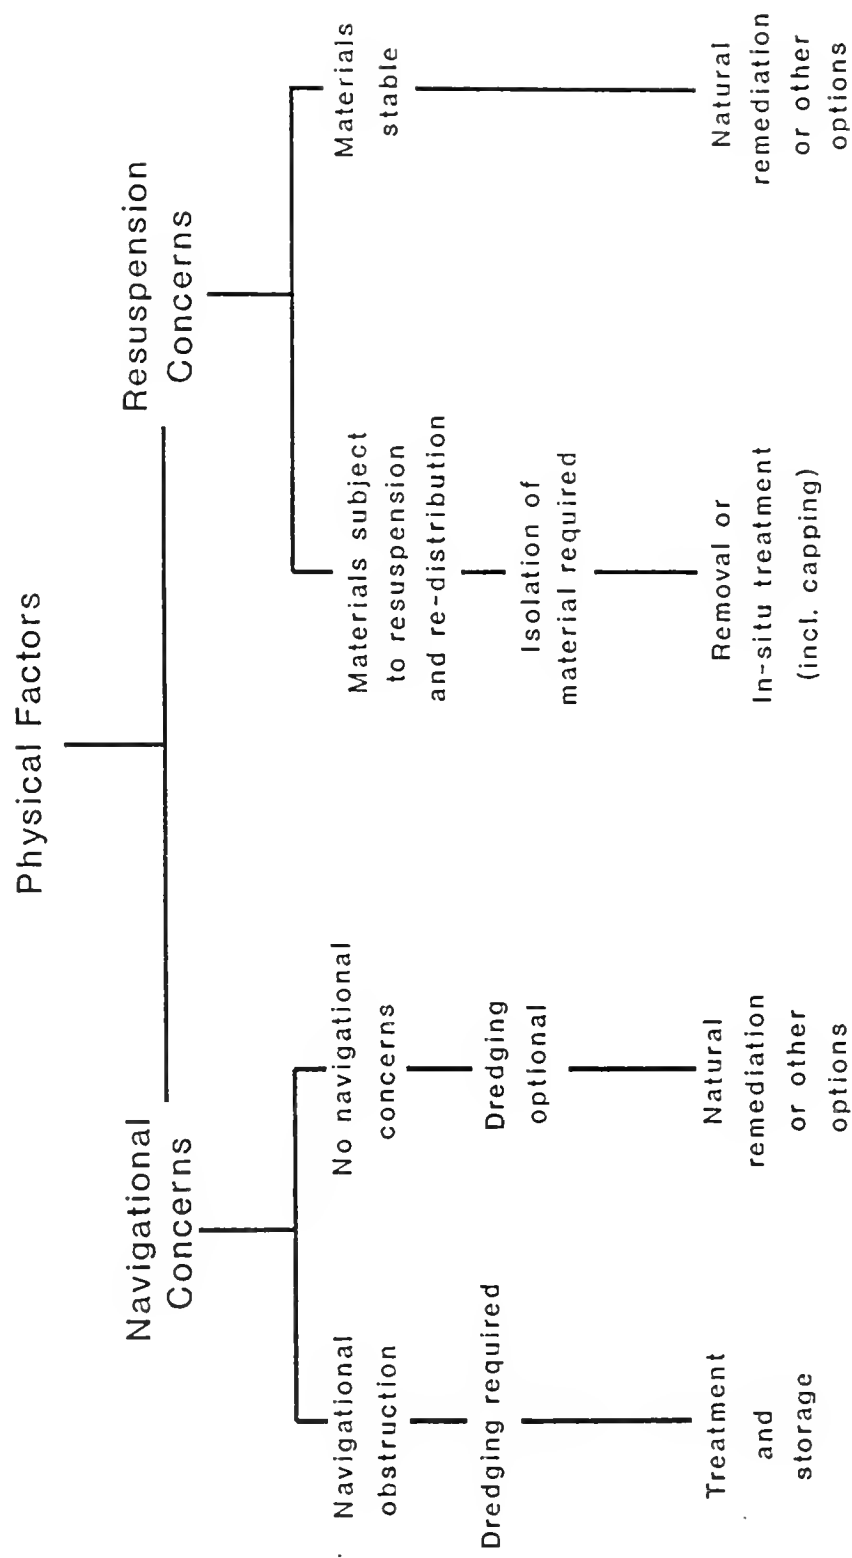 Physical Factors
Navigational
Concerns
Resuspension
Concerns
Navigational
obstruction
No navigational
concerns
Materials subject
to resuspension
and re-distribution
Materials
stable
Dredging required
Dredging
optional
Isolation of
material required
Treatment
and
storage
Natural
remediation
or other
options
Removal or
In-situ treatment
(incl. capping)
Natural
remediation
or other
options